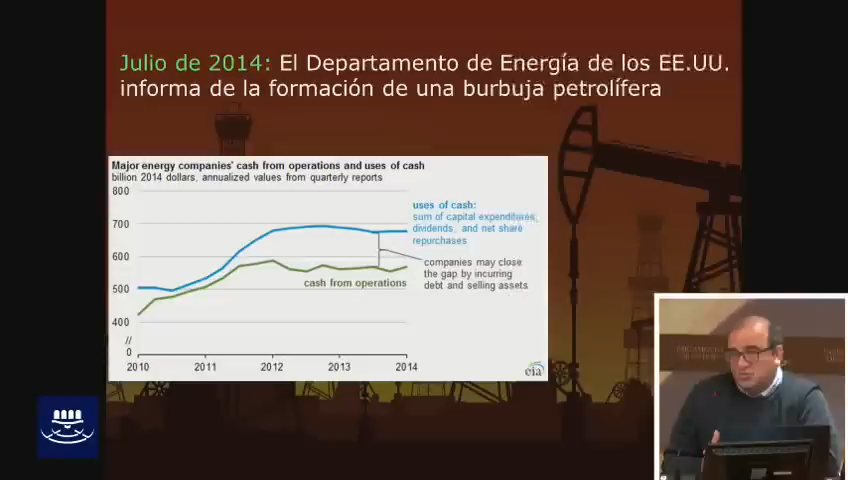 Julio de 2014: El Departamento de Energía de los EE.UU.
informa de la formación de una burbuja petrolífera
Major energy companies' cash from operations and uses of cash
billion 2014 dollars, annualized values from quarterly reports
800
700
600
500
400
//
0
2010 2011 2012 2013 2014
uses of cash:
sum of capital expenditures,
dividends, and net share
repurchases
companies may close
the gap by incurring
debt and selling assets
cash from operations
eia